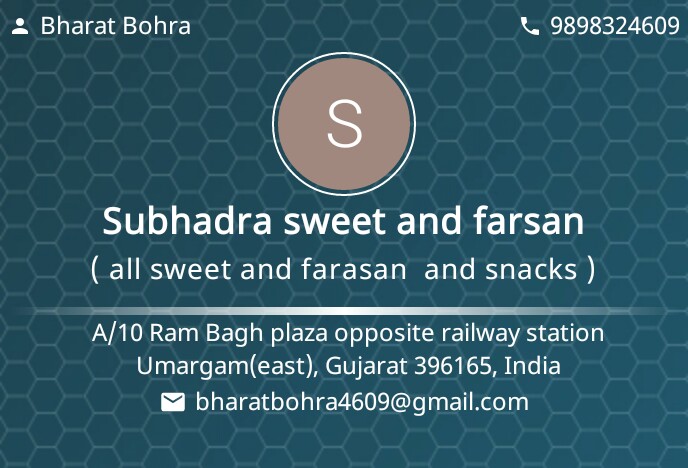 Bharat Bohra
9898324609
S
Subhadra sweet and farsan
( all sweet and farasan and snacks )
A/10 Ram Bagh plaza opposite railway station
Umargam(east), Gujarat 396165, India
bharatbohra4609@gmail.com